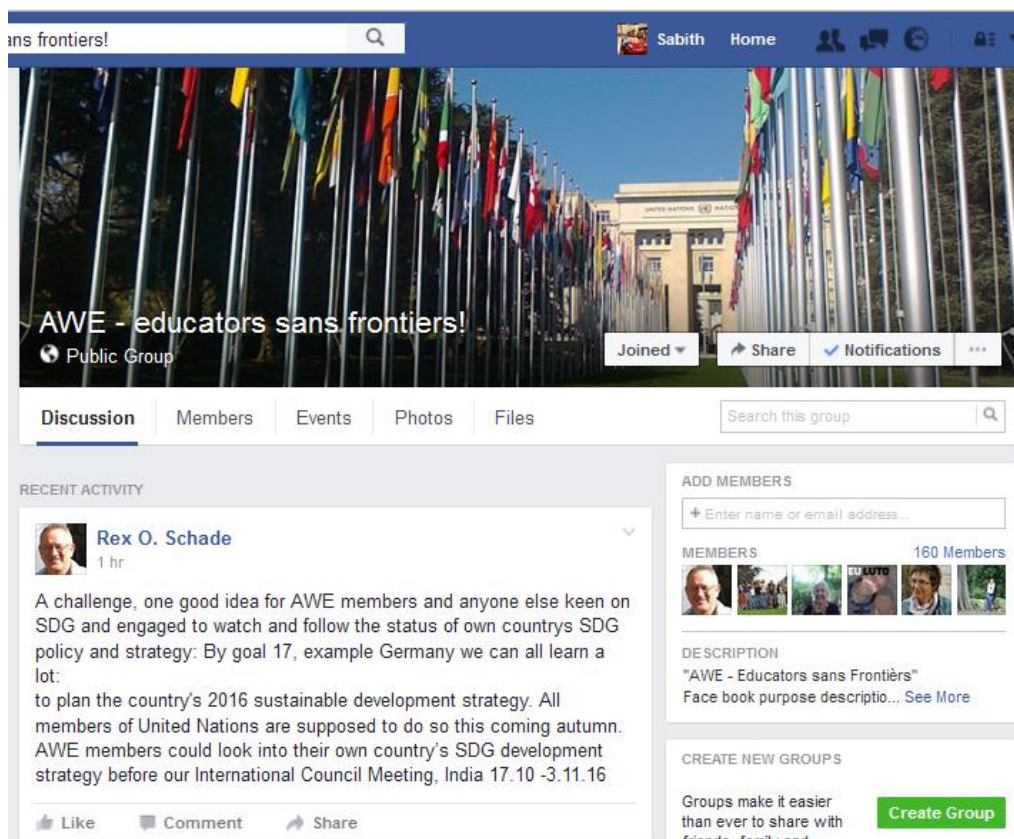 ans frontiers!
Sabith Home
UNITED NATIONS
AWE - educators sans frontiers!
Public Group
Joined
Share
Notifications
Discussion Members Events Photos Files
Search this group
RECENT ACTIVITY
Rex O. Schade
1 hr
A challenge, one good idea for AWE members and anyone else keen on
SDG and engaged to watch and follow the status of own countrys SDG
policy and strategy: By goal 17, example Germany we can all learn a
lot:
to plan the country's 2016 sustainable development strategy. All
members of United Nations are supposed to do so this coming autumn.
AWE members could look into their own country's SDG development
strategy before our International Council Meeting, India 17.10 -3.11.16
Like Comment Share
ADD MEMBERS
+ Enter name or email address...
MEMBERS 160 Members
EU LUTO
DESCRIPTION
"AWE - Educators sans Frontièrs"
Face book purpose descriptio... See More
CREATE NEW GROUPS
Groups make it easier
than ever to share with
Create Group